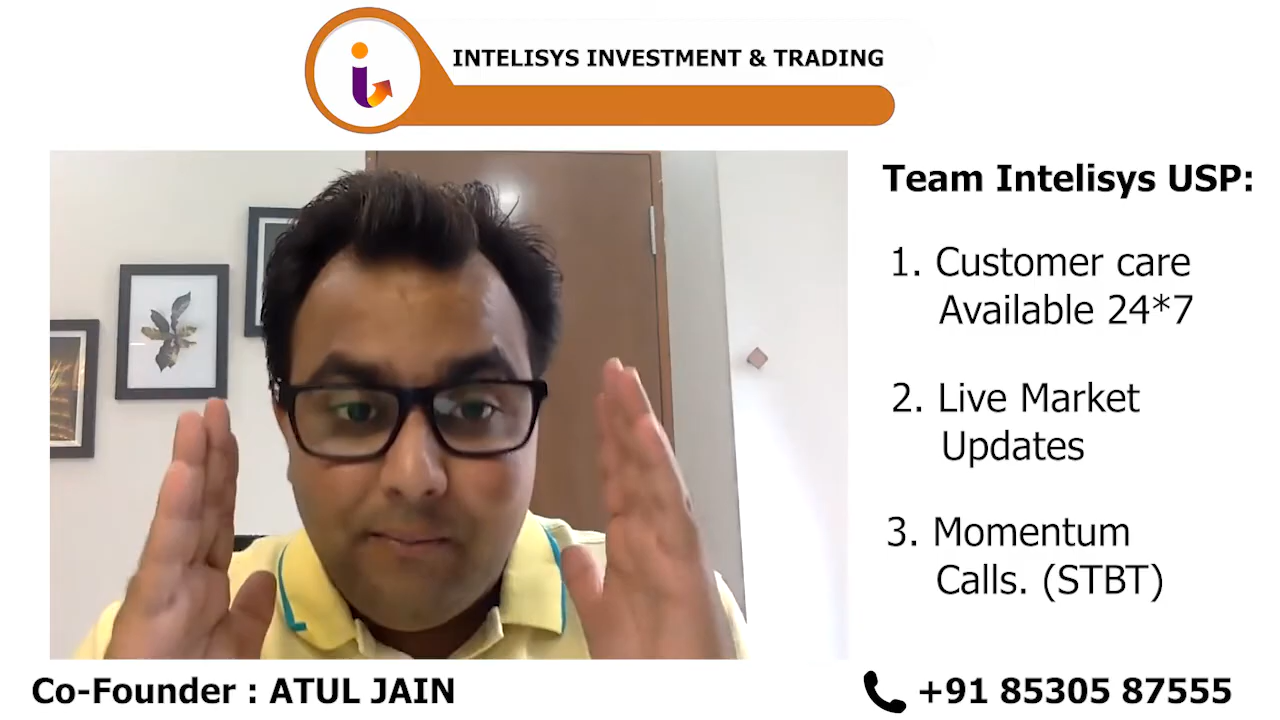 INTELISYS INVESTMENT & TRADING
Team Intelisys USP:
1. Customer care
Available 24*7
2. Live Market
Updates
3. Momentum
Calls. (STBT)
Co-Founder : ATUL JAIN
+91 85305 87555